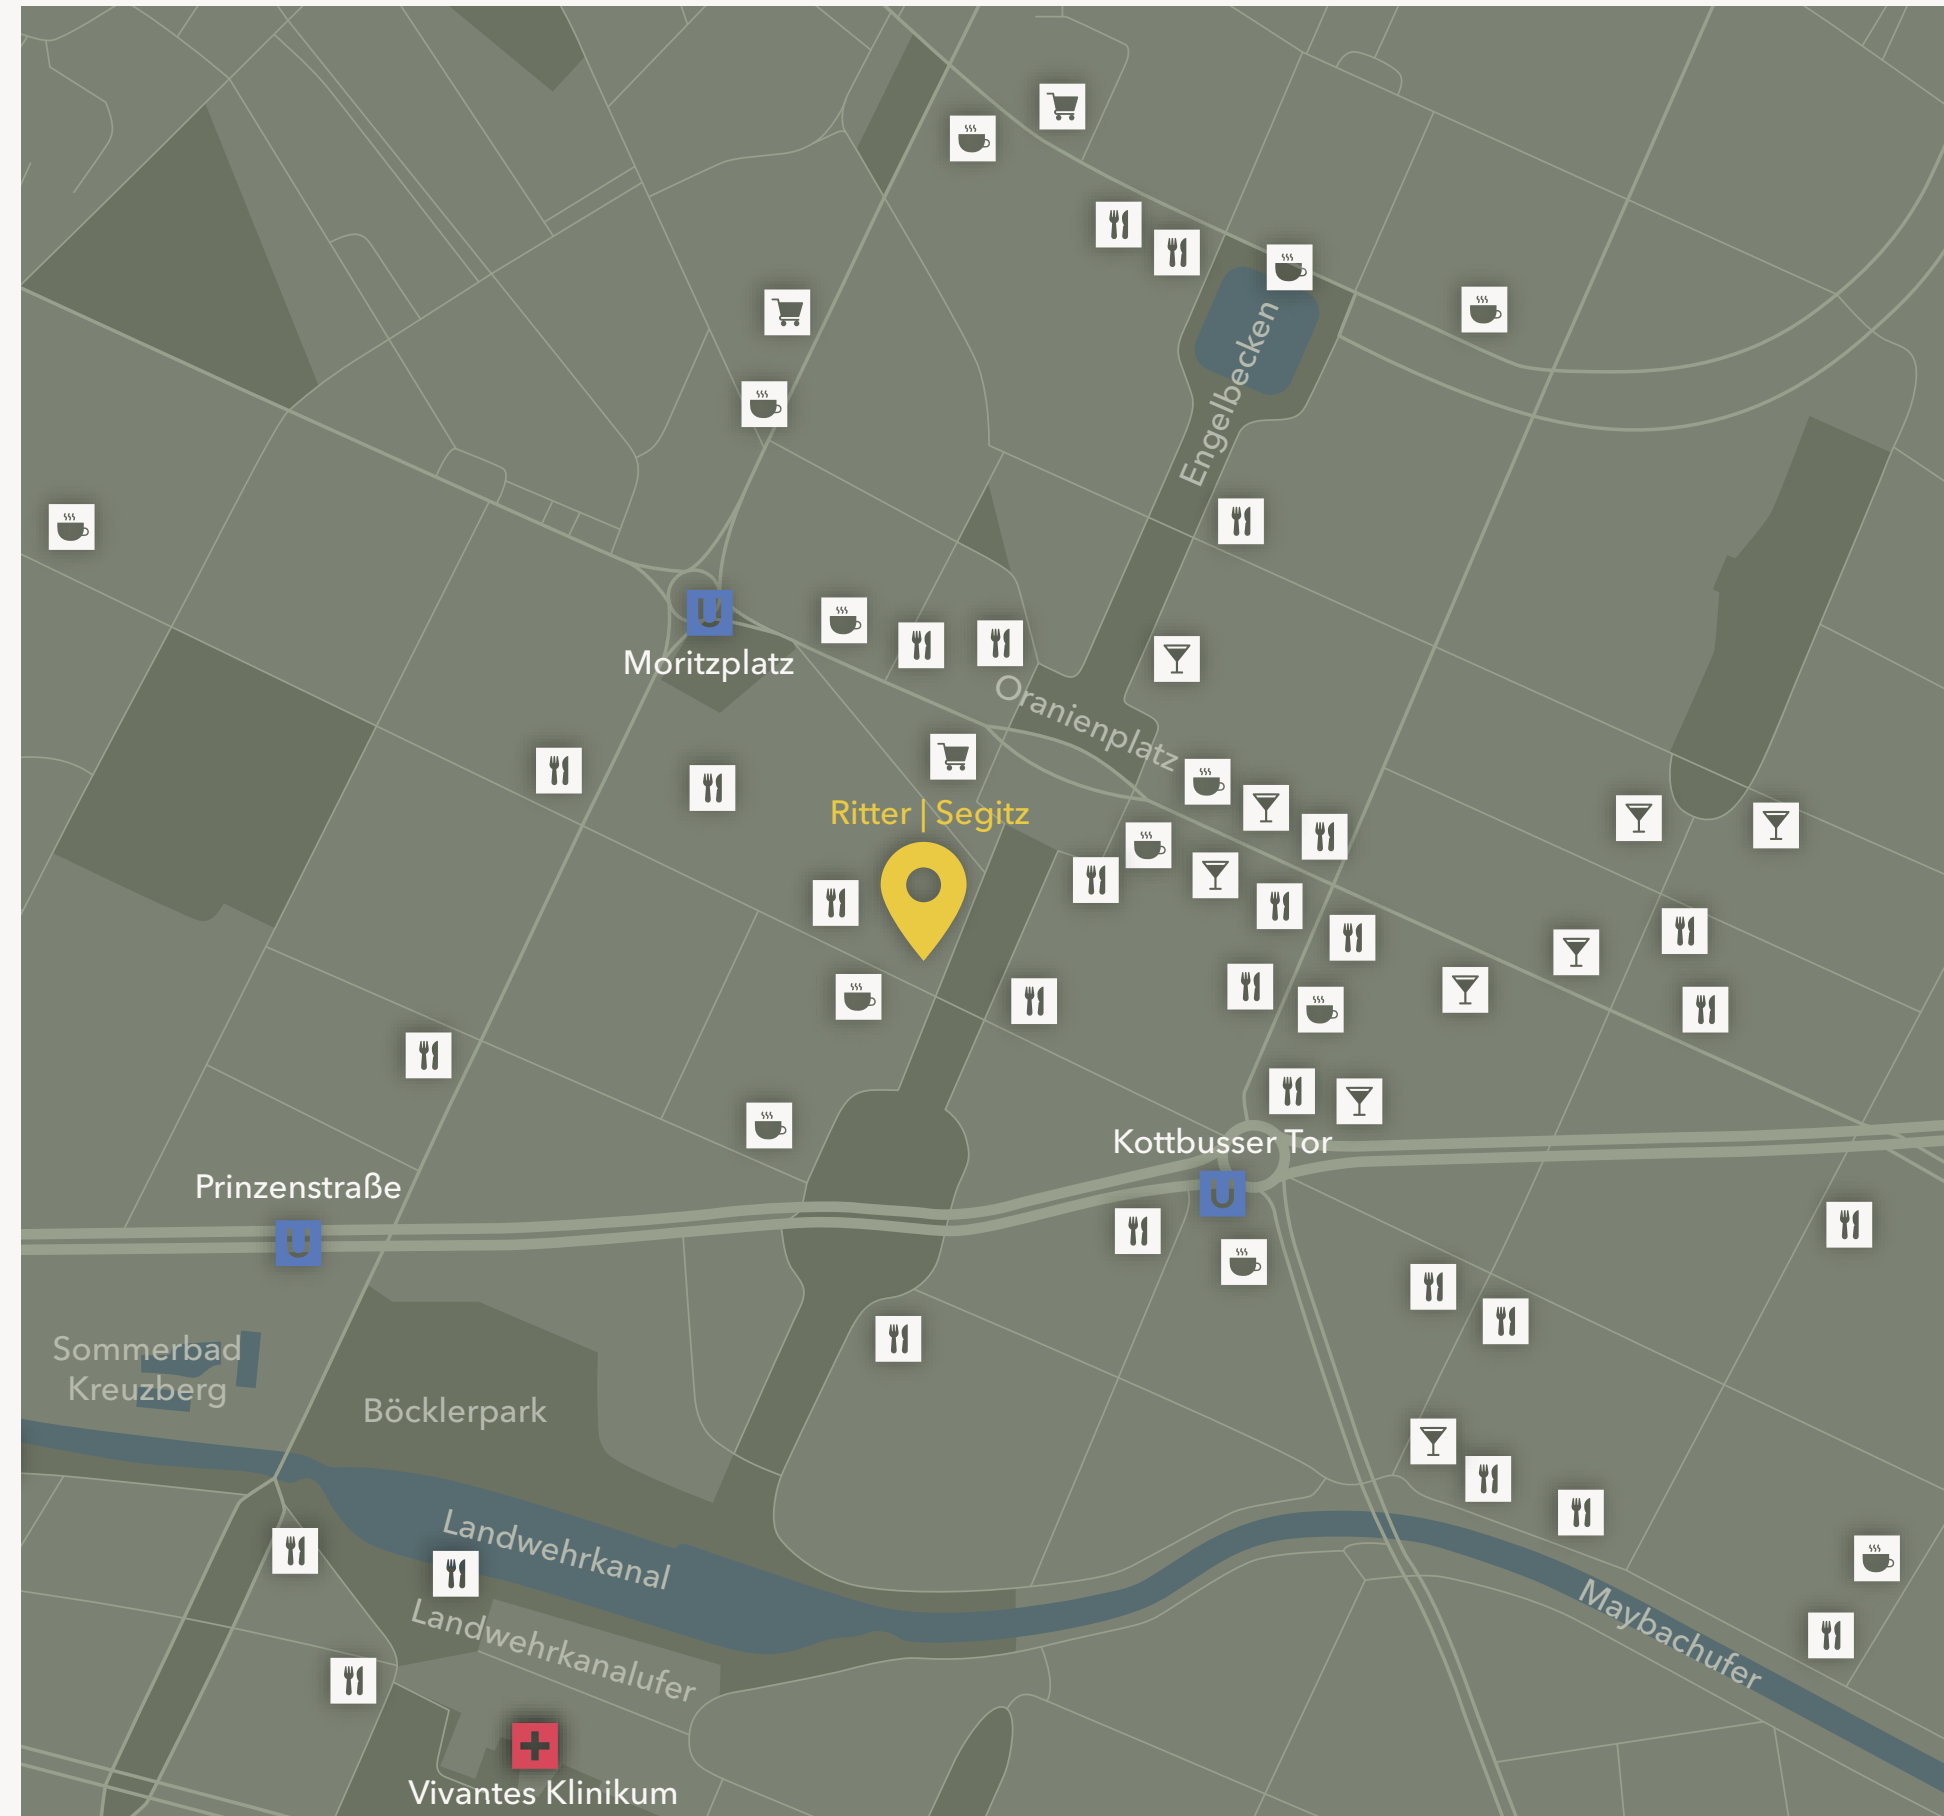 Engelbecken
U
Moritzplatz
Oranienplatz
Ritter | Segitz
Kottbusser Tor
U
Prinzenstraße
U
Sommerbad
Kreuzberg
Böcklerpark
Landwehrkanal
Landwehrkanalufer
Maybachufer
Vivantes Klinikum